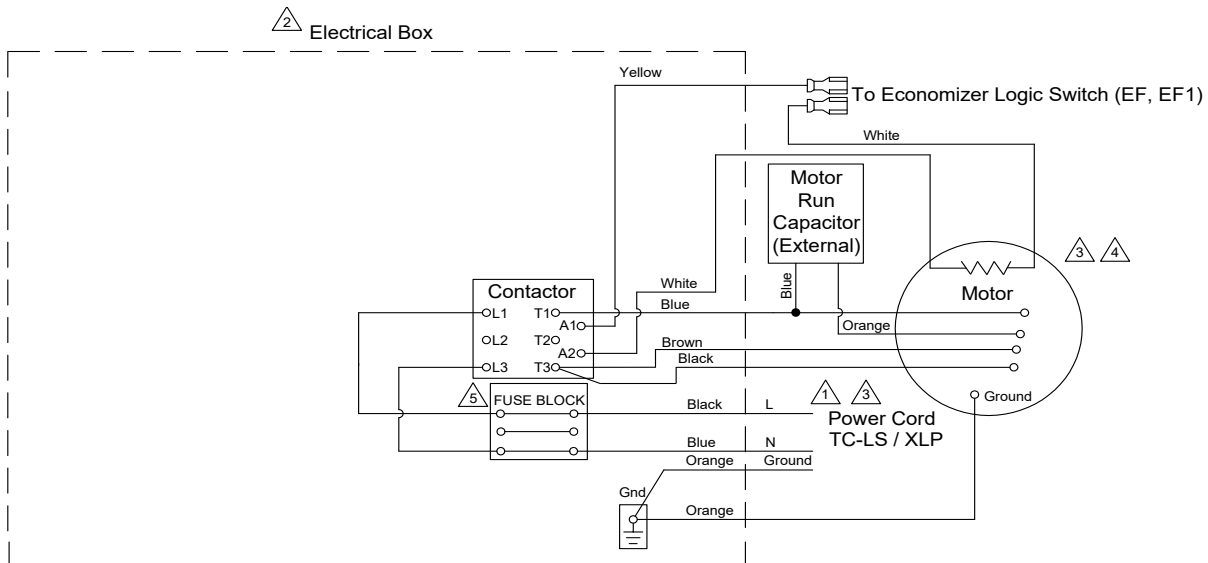 2
Electrical Box
Yellow
To Economizer Logic Switch (EF, EF1)
White
Motor
Run
Capacitor
(External)
3 4
Contactor
White
Blue
Motor
L1 T1
Blue
A1
Orange
L2 T2
A2
Brown
L3 T3
Black
5
FUSE BLOCK
1 3
Ground
Black L
Power Cord
TC-LS / XLP
Blue N
Orange Ground
Gnd
Orange